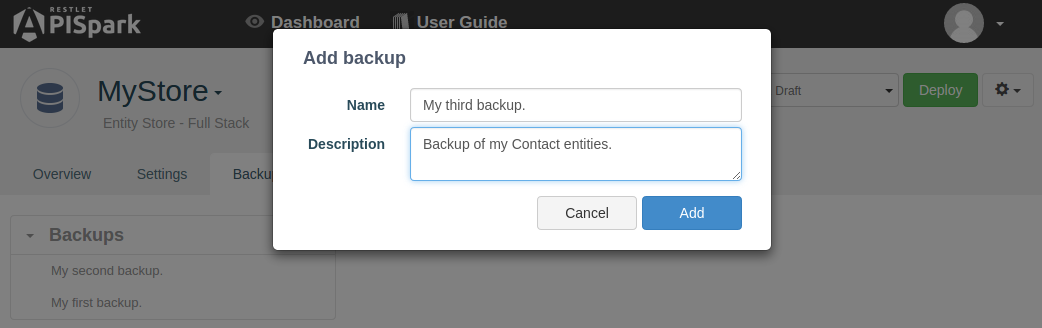 RESTLET
APISpark
Dashboard
User Guide
Add backup
MyStore
Entity Store - Full Stack
Draft
Deploy
Name
My third backup.
Description
Backup of my Contact entities.
Overview
Settings
Backu
Cancel
Add
Backups
My second backup.
My first backup.